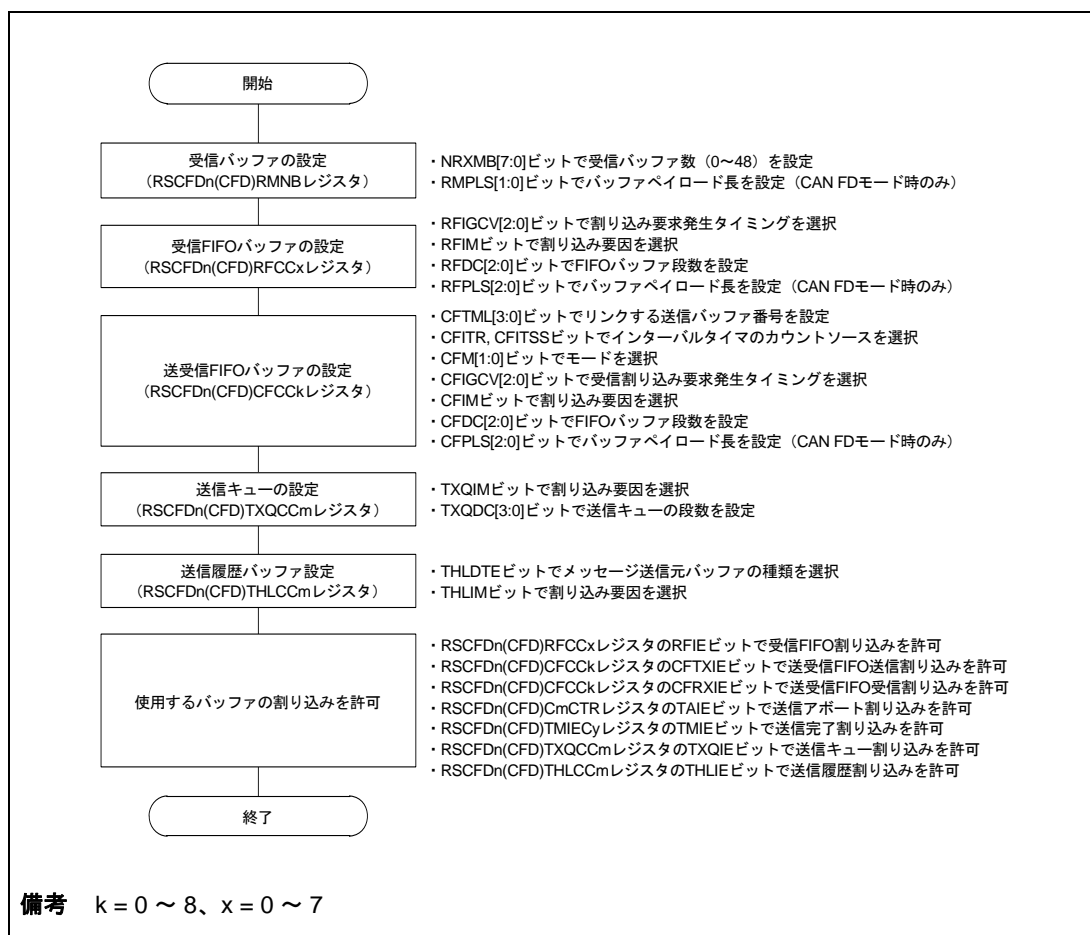 開始
受信バッファの設定
(RSCFDn(CFD)RMNBレジスタ)
・NRXMB[7:0]ビットで受信バッファ数（0～48）を設定
・RMPLS[1:0]ビットでバッファペイロード長を設定（CAN FDモード時のみ）
受信FIFOバッファの設定
(RSCFDn(CFD)RFCCxレジスタ)
・RFIGCV[2:0]ビットで割り込み要求発生タイミングを選択
・RFIMビットで割り込み要因を選択
・RFDC[2:0]ビットでFIFOバッファ段数を設定
・RFPLS[2:0]ビットでバッファペイロード長を設定（CAN FDモード時のみ）
送受信FIFOバッファの設定
(RSCFDn(CFD)CFCCkレジスタ)
・CFTML[3:0]ビットでリンクする送信バッファ番号を設定
・CFITR, CFITSSビットでインターバルタイマのカウントソースを選択
・CFM[1:0]ビットでモードを選択
・CFIGCV[2:0]ビットで受信割り込み要求発生タイミングを選択
・CFIMビットで割り込み要因を選択
・CFDC[2:0]ビットでFIFOバッファ段数を設定
・CFPLS[2:0]ビットでバッファペイロード長を設定（CAN FDモード時のみ）
送信キューの設定
(RSCFDn(CFD)TXQCCmレジスタ)
・TXQIMビットで割り込み要因を選択
・TXQDC[3:0]ビットで送信キューの段数を設定
送信履歴バッファ設定
(RSCFDn(CFD)THLCCmレジスタ)
・THLDTEビットでメッセージ送信元バッファの種類を選択
・THLIMビットで割り込み要因を選択
使用するバッファの割り込みを許可
・RSCFDn(CFD)RFCCxレジスタのRFIEビットで受信FIFO割り込みを許可
・RSCFDn(CFD)CFCCkレジスタのCFTXIEビットで送受信FIFO送信割り込みを許可
・RSCFDn(CFD)CFCCkレジスタのCFRXIEビットで送受信FIFO受信割り込みを許可
・RSCFDn(CFD)CmCTRレジスタのTAIEビットで送信アボート割り込みを許可
・RSCFDn(CFD)TMIECyレジスタのTMIEビットで送信完了割り込みを許可
・RSCFDn(CFD)TXQCCmレジスタのTXQIEビットで送信キュー割り込みを許可
・RSCFDn(CFD)THLCCmレジスタのTHLIEビットで送信履歴割り込みを許可
終了
備考 k = 0 ～ 8、x = 0 ～ 7